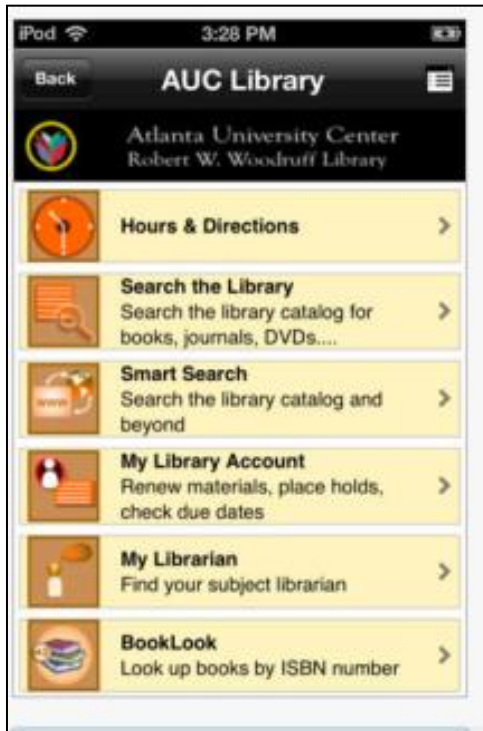 iPod 3:28 PM
Back AUC Library
Atlanta University Center
Robert W. Woodruff Library
Hours & Directions
Search the Library
Search the library catalog for
books, journals, DVDs....
www
Smart Search
Search the library catalog and
beyond
My Library Account
Renew materials, place holds,
check due dates
My Librarian
Find your subject librarian
BookLook
Look up books by ISBN number